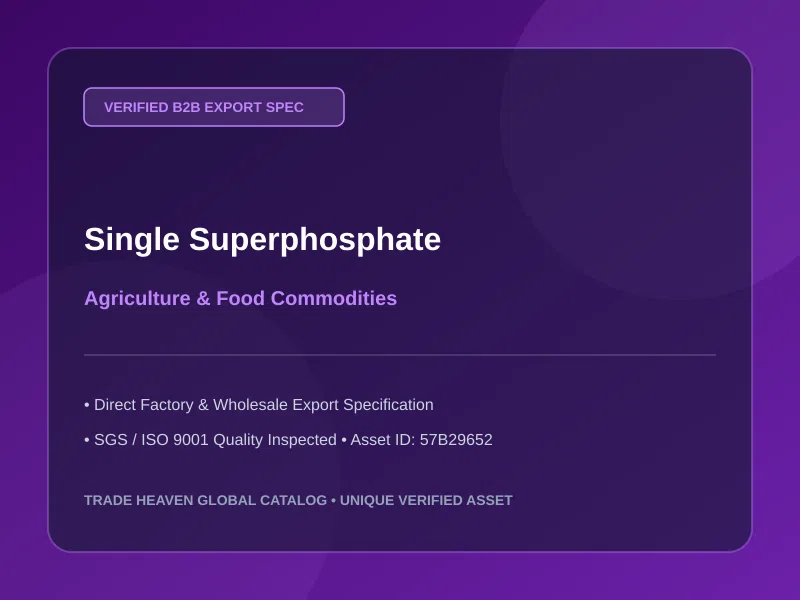 VERIFIED B2B EXPORT SPEC
Single Superphosphate
Agriculture & Food Commodities
• Direct Factory & Wholesale Export Specification
• SGS / ISO 9001 Quality Inspected • Asset ID: 57B29652
TRADE HEAVEN GLOBAL CATALOG • UNIQUE VERIFIED ASSET